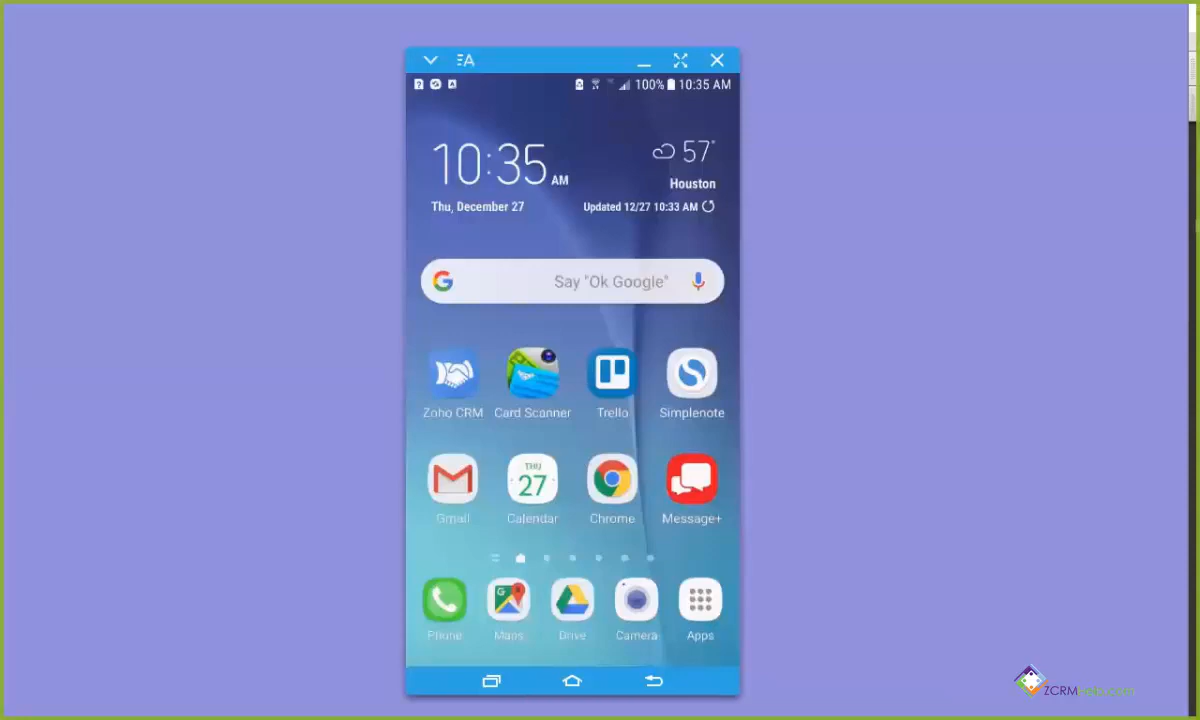 100% 10:35 AM
10:35 AM
57°
Houston
Thu, December 27
Updated 12/27 10:33 AM
Say "Ok Google"
Zoho CRM
Card Scanner
Trello
Simplenote
THU
27
Gmail
Calendar
Chrome
Message+
Phone
Maps
Drive
Camera
Apps
ZCRMHelp.com